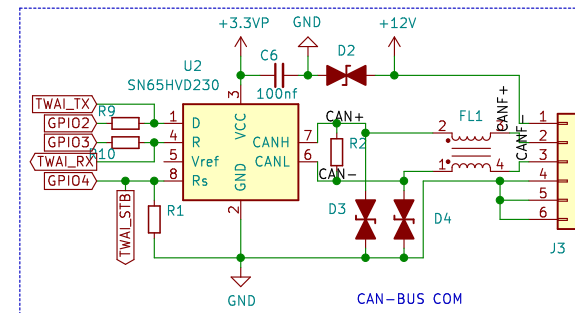 +3.3VP
GND
+12V
U2
SN65HVD230
C6
100nf
D2
TWAI_TX
R9
GPIO2
GPIO3
R10
TWAI_RX
GPIO4
TWAI_STB
R1
1
4
5
8
D
R
Vref
Rs
3
VCC
GND
2
CANH
CANL
7
6
CAN+
R2
CAN-
D3
D4
FL1
2
1
4
CANF+
CANF-
1
2
3
4
5
6
J3
GND
CAN-BUS COM